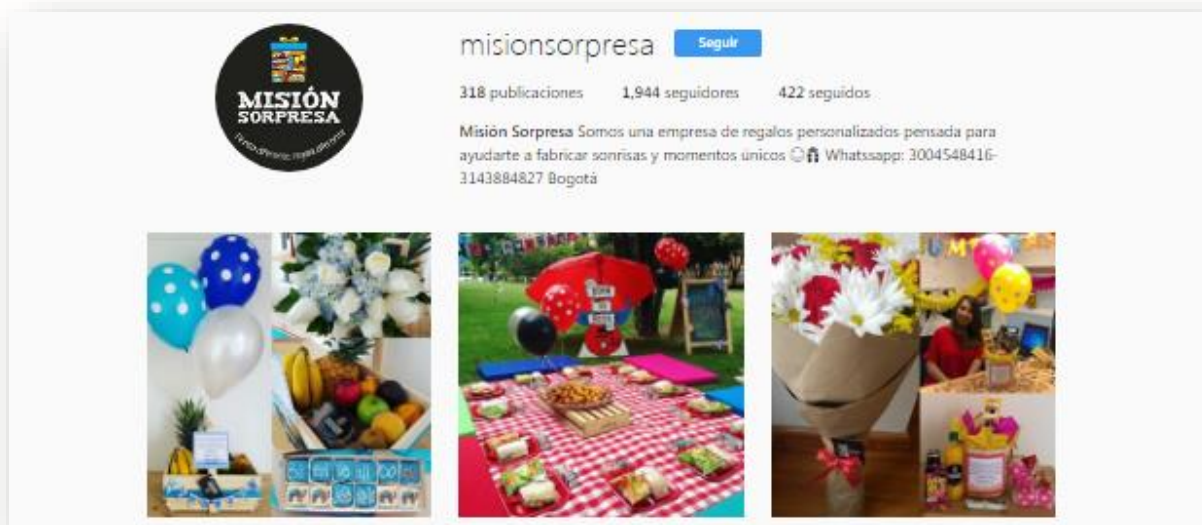 MISIÓN
SORPRESA
misionsorpresa
Seguir
318 publicaciones 1,944 seguidores 422 seguidos
Misión Sorpresa Somos una empresa de regalos personalizados pensada para
ayudarte a fabricar sonrisas y momentos únicos Whatssapp: 3004548416-
3143884827 Bogotá